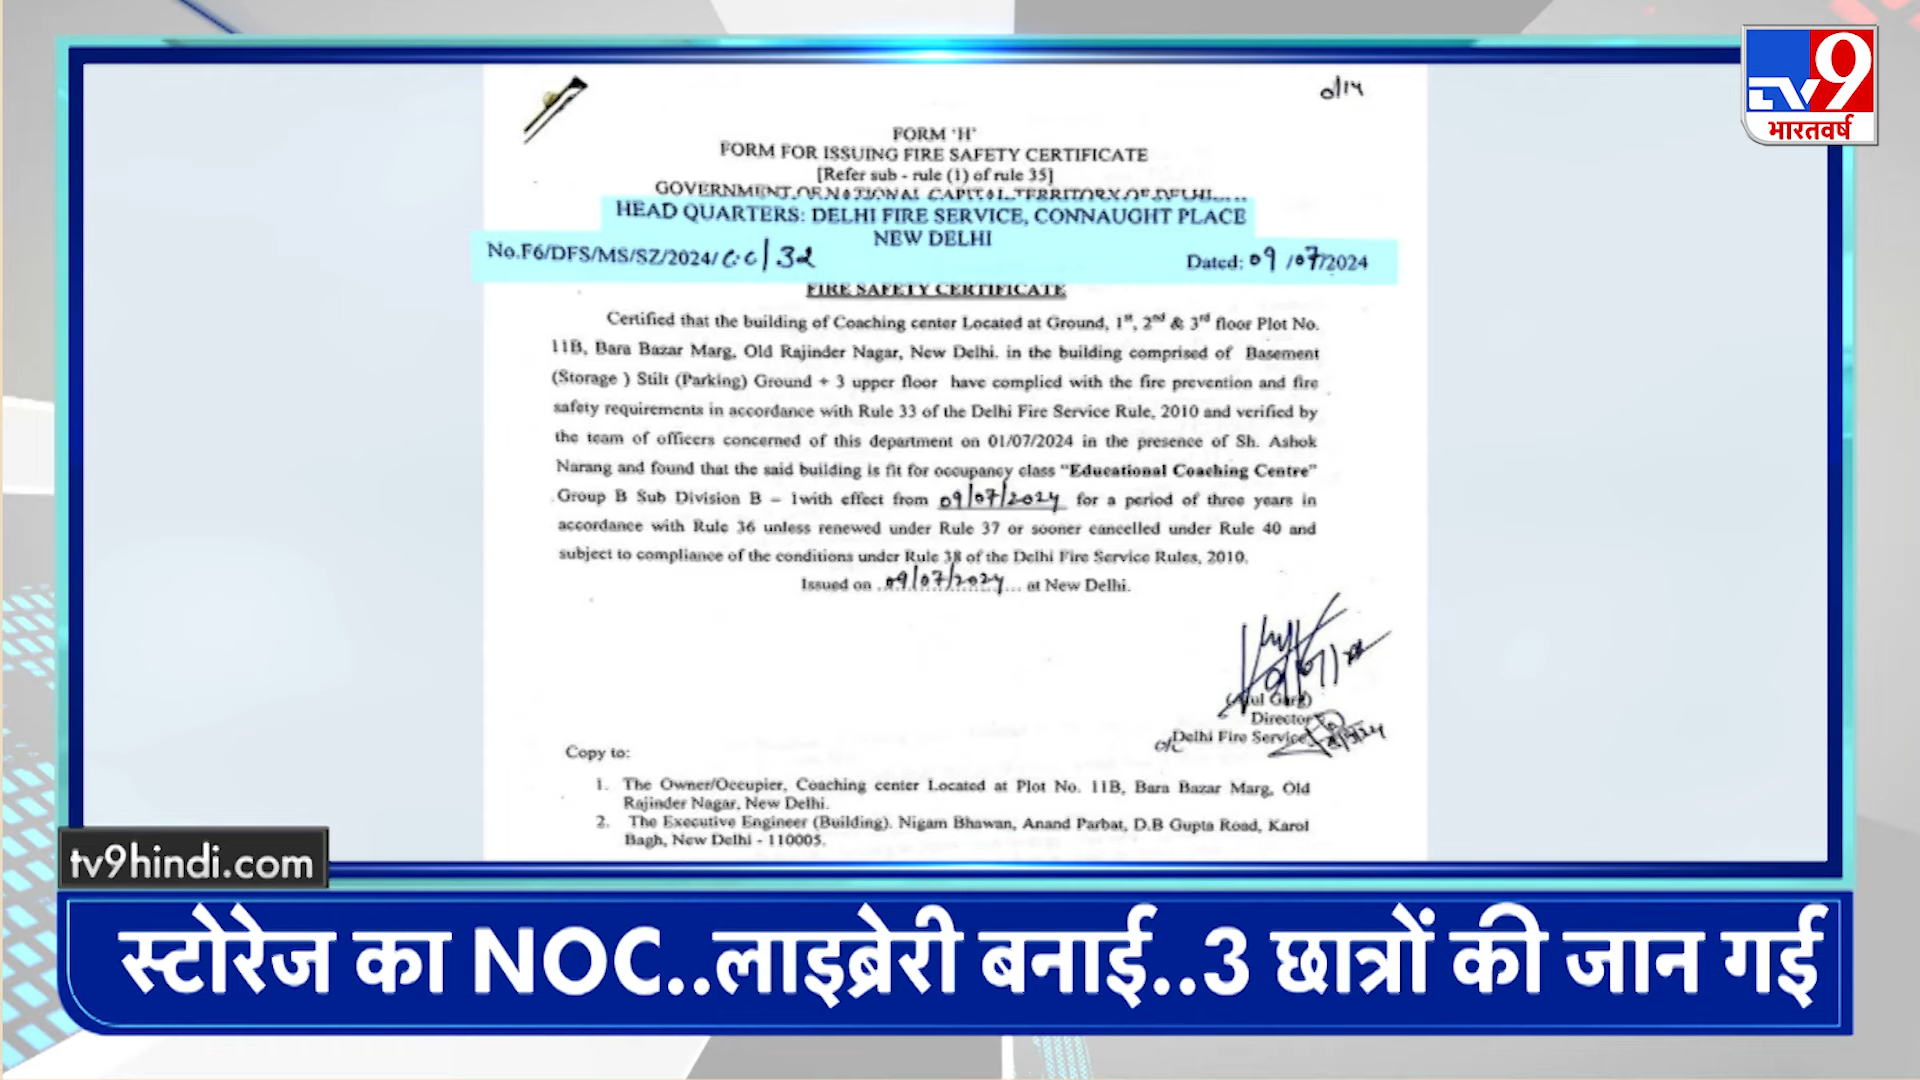 TV9
भारतवर्ष
0/14
FORM 'H'
FORM FOR ISSUING FIRE SAFETY CERTIFICATE
[Refer sub - rule (1) of rule 35]
GOVERNMENT OF NATIONAL CAPITAL TERRITORY OF DELHI
HEAD QUARTERS: DELHI FIRE SERVICE, CONNAUGHT PLACE
NEW DELHI
No.F6/DFS/MS/SZ/2024/CC/32 Dated: 09/07/2024
FIRE SAFETY CERTIFICATE
Certified that the building of Coaching center Located at Ground, 1st, 2nd & 3rd floor Plot No.
11B, Bara Bazar Marg, Old Rajinder Nagar, New Delhi. in the building comprised of Basement
(Storage ) Stilt (Parking) Ground + 3 upper floor have complied with the fire prevention and fire
safety requirements in accordance with Rule 33 of the Delhi Fire Service Rule, 2010 and verified by
the team of officers concerned of this department on 01/07/2024 in the presence of Sh. Ashok
Narang and found that the said building is fit for occupancy class "Educational Coaching Centre"
Group B Sub Division B - 1with effect from 09/07/2024 for a period of three years in
accordance with Rule 36 unless renewed under Rule 37 or sooner cancelled under Rule 40 and
subject to compliance of the conditions under Rule 38 of the Delhi Fire Service Rules, 2010.
Issued on 09/07/2024 at New Delhi.
Garg)
Director
Delhi Fire Service
Copy to:
1. The Owner/Occupier, Coaching center Located at Plot No. 11B, Bara Bazar Marg, Old
Rajinder Nagar, New Delhi.
2. The Executive Engineer (Building). Nigam Bhawan, Anand Parbat, D.B Gupta Road, Karol
Bagh, New Delhi - 110005.
tv9hindi.com
स्टोरेज का NOC..लाइब्रेरी बनाई..3 छात्रों की जान गई